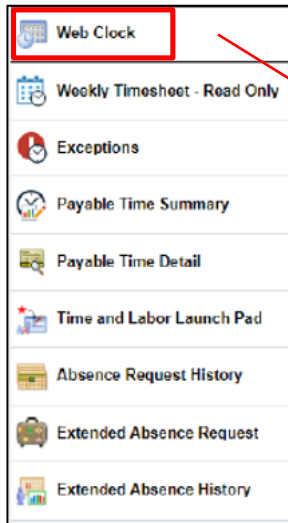 Web Clock
Weekly Timesheet - Read Only
Exceptions
Payable Time Summary
Payable Time Detail
Time and Labor Launch Pad
Absence Request History
Extended Absence Request
Extended Absence History